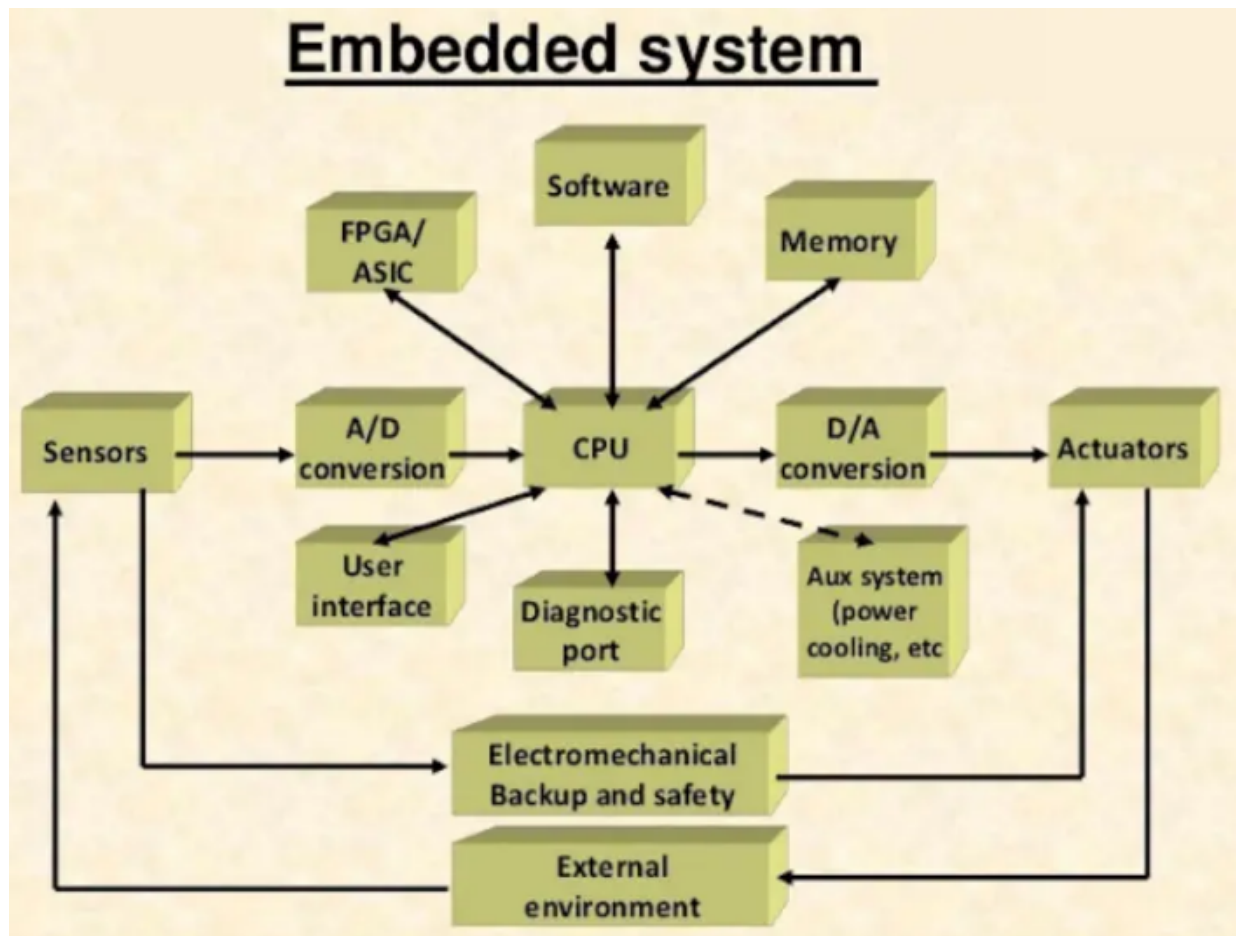 Embedded system
Software
FPGA/
ASIC
Memory
Sensors
A/D
conversion
CPU
D/A
conversion
Actuators
User
interface
Diagnostic
port
Aux system
(power
cooling, etc
Electromechanical
Backup and safety
External
environment